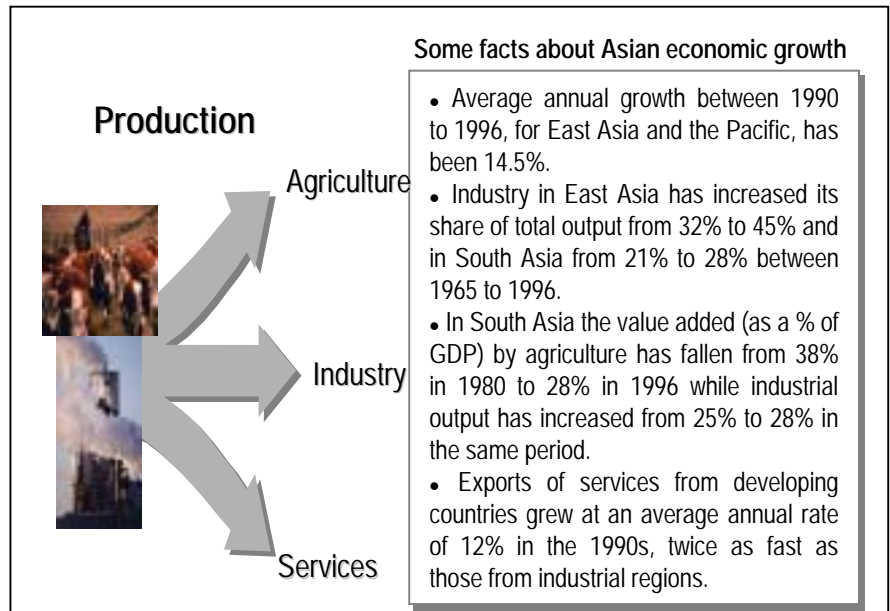 Some facts about Asian economic growth
Production
Agriculture
Industry
Services
• Average annual growth between 1990
to 1996, for East Asia and the Pacific, has
been 14.5%.
• Industry in East Asia has increased its
share of total output from 32% to 45% and
in South Asia from 21% to 28% between
1965 to 1996.
• In South Asia the value added (as a % of
GDP) by agriculture has fallen from 38%
in 1980 to 28% in 1996 while industrial
output has increased from 25% to 28% in
the same period.
• Exports of services from developing
countries grew at an average annual rate
of 12% in the 1990s, twice as fast as
those from industrial regions.